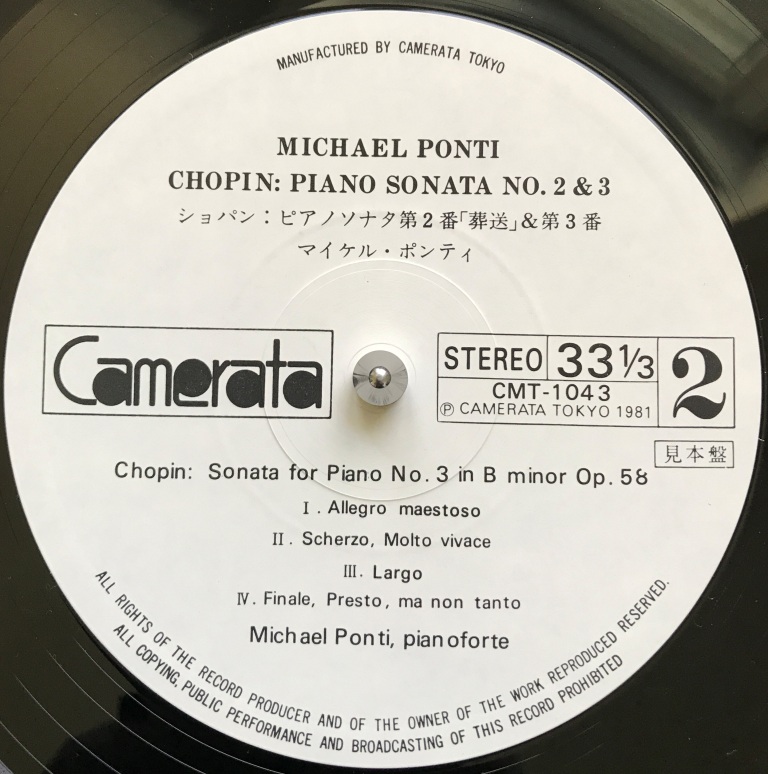 MANUFACTURED BY CAMERATA TOKYO
MICHAEL PONTI
CHOPIN: PIANO SONATA NO. 2 & 3
ショパン：ピアノソナタ第2番「葬送」&第3番
マイケル・ポンティ
Camerata
STEREO 33⅓ 2
CMT-1043
Ⓟ CAMERATA TOKYO 1981
見本盤
Chopin: Sonata for Piano No. 3 in B minor Op. 58
Ⅰ. Allegro maestoso
Ⅱ. Scherzo, Molto vivace
Ⅲ. Largo
Ⅳ. Finale, Presto, ma non tanto
Michael Ponti, pianoforte
ALL RIGHTS OF THE RECORD PRODUCER AND OF THE OWNER OF THE WORK REPRODUCED RESERVED.
ALL COPYING, PUBLIC PERFORMANCE AND BROADCASTING OF THIS RECORD PROHIBITED